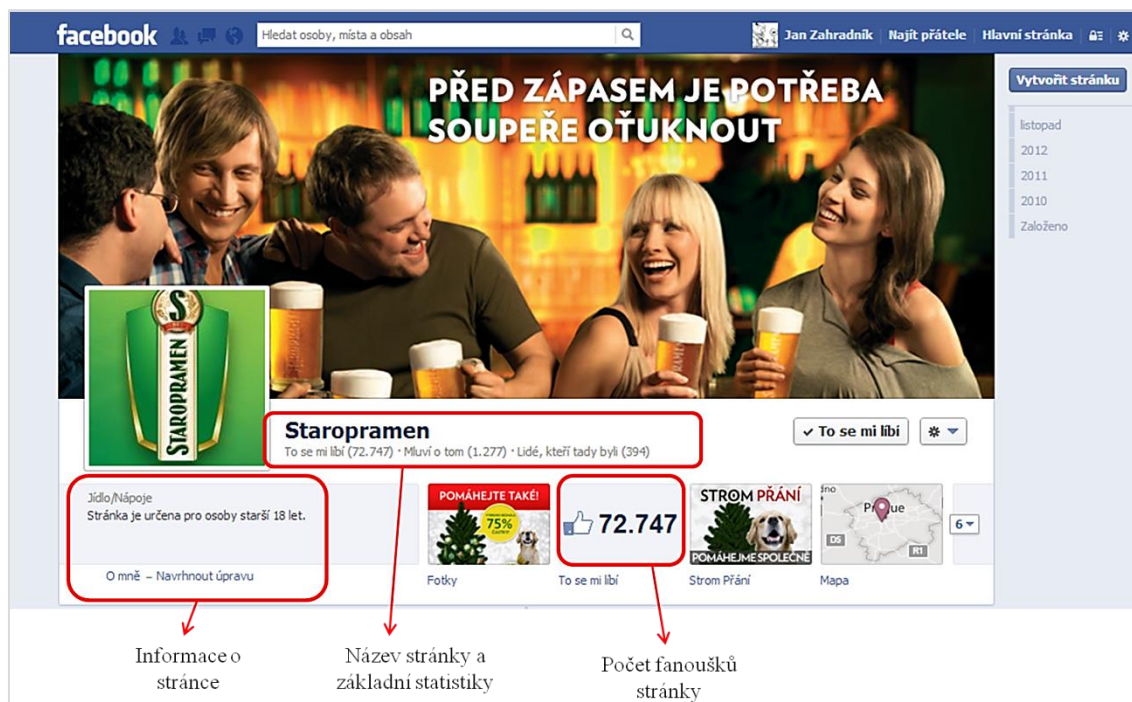 facebook
Hledat osoby, místa a obsah
Jan Zahradník
Najít přátele
Hlavní stránka
PŘED ZÁPASEM JE POTŘEBA
SOUPEŘE OŤUKNOUT
Vytvořit stránku
listopad
2012
2011
2010
Založeno
S
STAROPRAMEN
Staropramen
To se mi líbí (72.747) · Mluví o tom (1.277) · Lidé, kteří tady byli (394)
✓ To se mi líbí
Jídlo/Nápoje
Stránka je určena pro osoby starší 18 let.
O mně – Navrhnout úpravu
POMÁHEJTE TAKÉ!
75%
Fotky
72.747
To se mi líbí
STROM PŘÁNÍ
POMÁHEJME SPOLEČNĚ
Strom Přání
D5
R1
Mapa
6
Informace o
stránce
Název stránky a
základní statistiky
Počet fanoušků
stránky